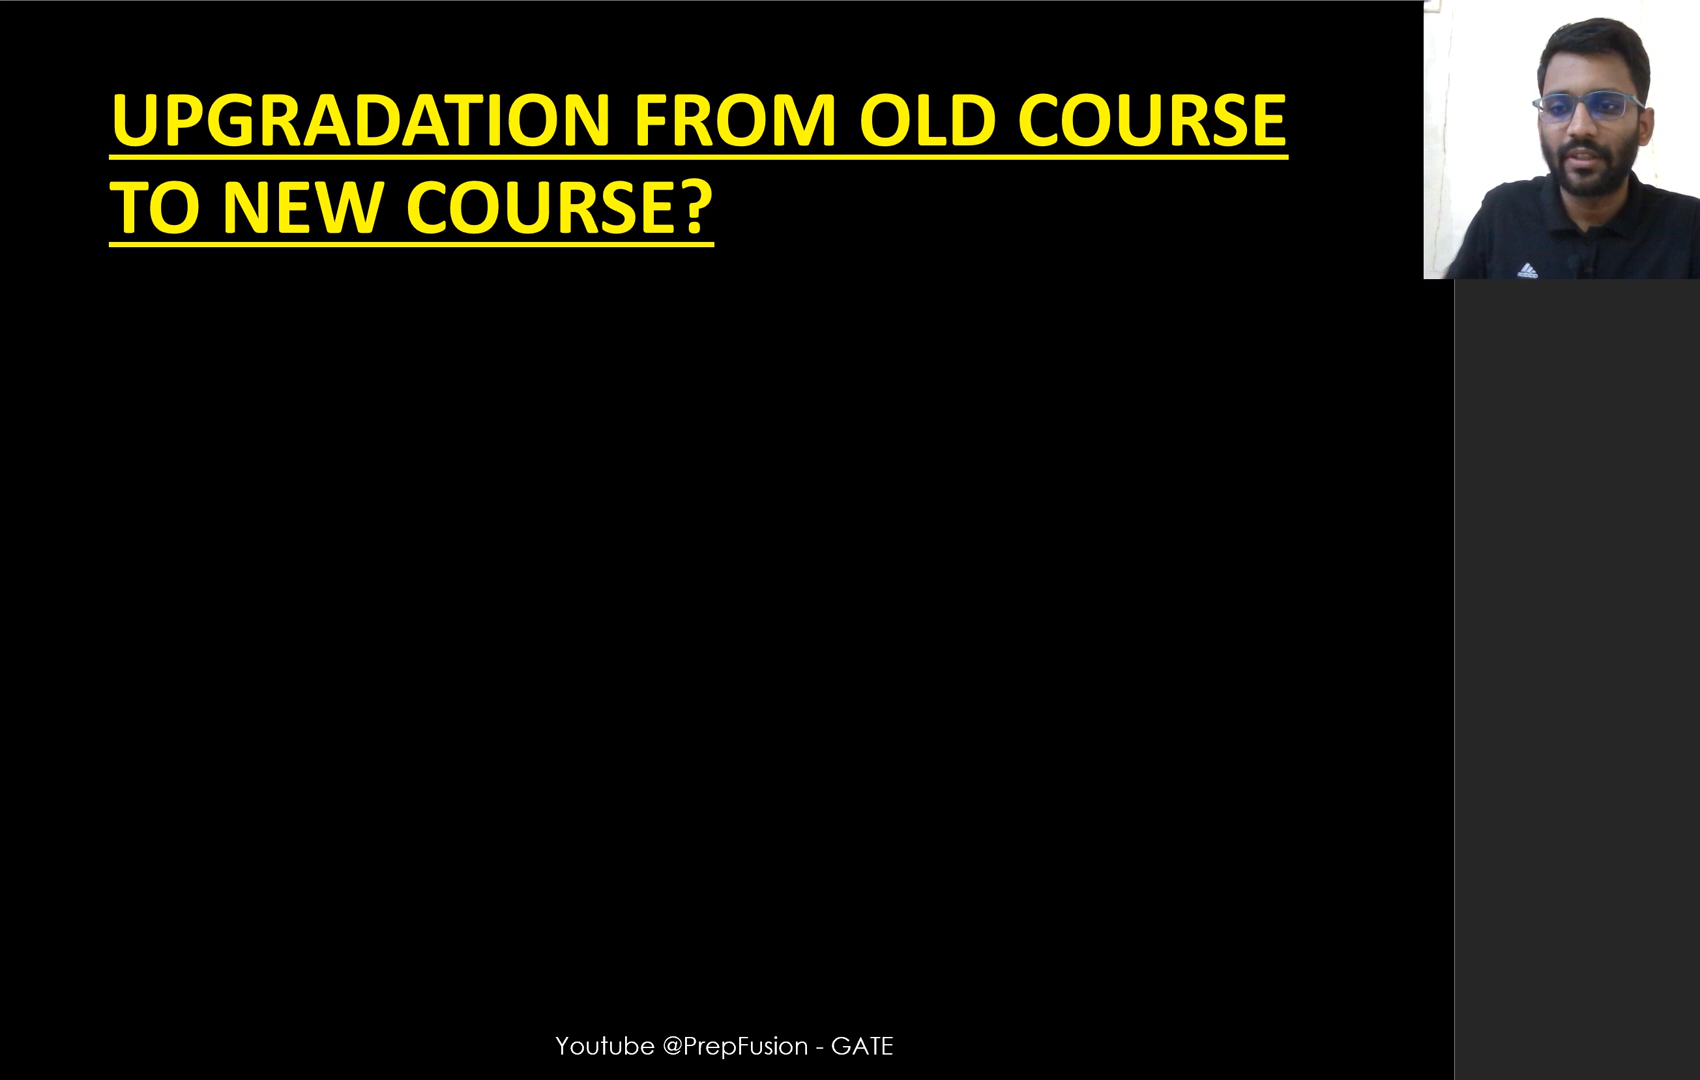 UPGRADATION FROM OLD COURSE
TO NEW COURSE?
Youtube @PrepFusion - GATE